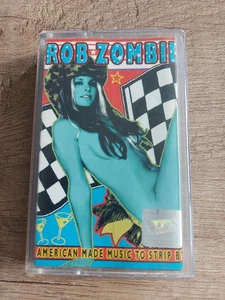 ROB ZOMBIE
AMERICAN MADE MUSIC TO STRIP B